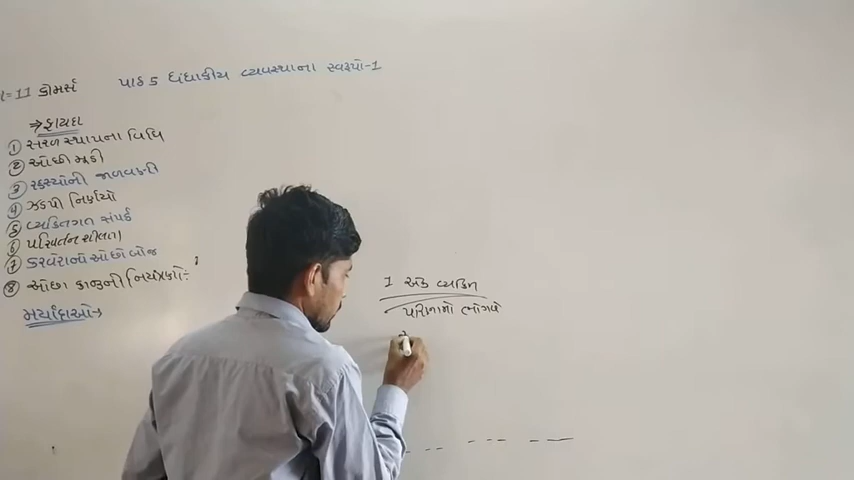 ધો=11 કોમર્સ પાઠ 5 ધંધાકીય વ્યવસ્થાના સ્વરૂપો-1
⇒ ફાયદા
① સરળ સ્થાપના વિધિ
② ઓછી મૂડી
③ રહસ્યોની જાળવણી
④ ઝડપી નિર્ણયો
⑤ વ્યક્તિગત સંપર્ક
⑥ પરિવર્તનશીલતા
⑦ કરવેરાનો ઓછો બોજ
⑧ ઓછા કાનુની નિયંત્રણો:-
મર્યાદાઓ→
1 એક વ્યક્તિ
પરિણામો ભોગવે